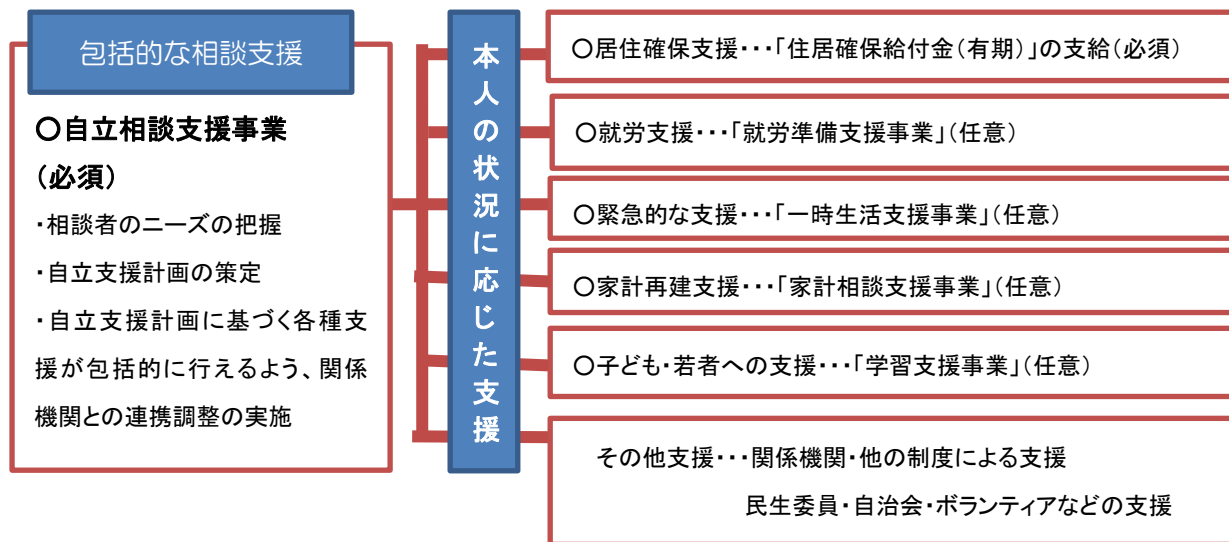 包括的な相談支援
〇自立相談支援事業
(必須)
・相談者のニーズの把握
・自立支援計画の策定
・自立支援計画に基づく各種支
援が包括的に行えるよう、関係
機関との連携調整の実施
本人の状況に応じた支援
〇居住確保支援・・・「住居確保給付金(有期)」の支給(必須)
〇就労支援・・・「就労準備支援事業」(任意)
〇緊急的な支援・・・「一時生活支援事業」(任意)
〇家計再建支援・・・「家計相談支援事業」(任意)
〇子ども・若者への支援・・・「学習支援事業」(任意)
その他支援・・・関係機関・他の制度による支援
民生委員・自治会・ボランティアなどの支援